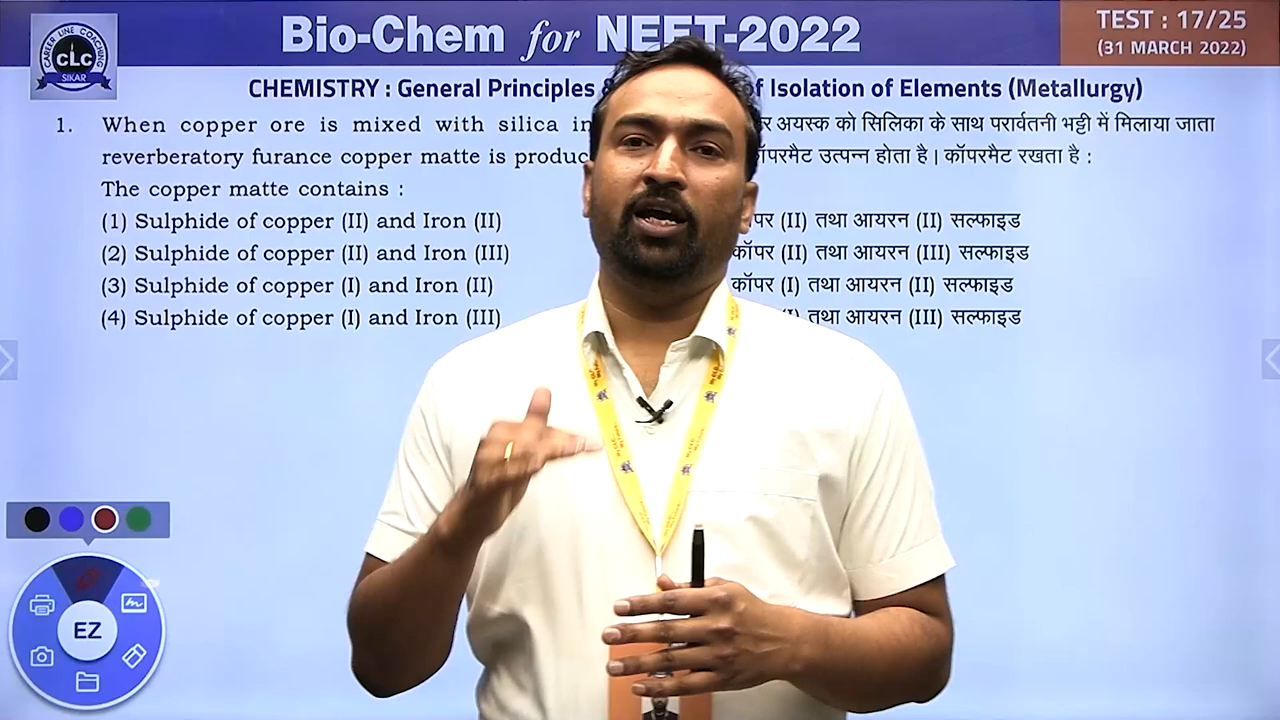 Bio-Chem for NEET-2022
TEST : 17/25
(31 MARCH 2022)
CAREER LINE COACHING
CLC
SIKAR
CHEMISTRY : General Principles of Isolation of Elements (Metallurgy)
1. When copper ore is mixed with silica in
reverberatory furance copper matte is
The copper matte contains :
(1) Sulphide of copper (II) and Iron (II)
(2) Sulphide of copper (II) and Iron (III)
(3) Sulphide of copper (I) and Iron (II)
(4) Sulphide of copper (I) and Iron (III)
अयस्क को सिलिका के साथ परार्वतनी भट्टी में मिलाया जाता
उत्पन्न होता है। कॉपरमैट रखता है :
(II) तथा आयरन (II) सल्फाइड
कॉपर (II) तथा आयरन (III) सल्फाइड
कॉपर (I) तथा आयरन (II) सल्फाइड
तथा आयरन (III) सल्फाइड
EZ